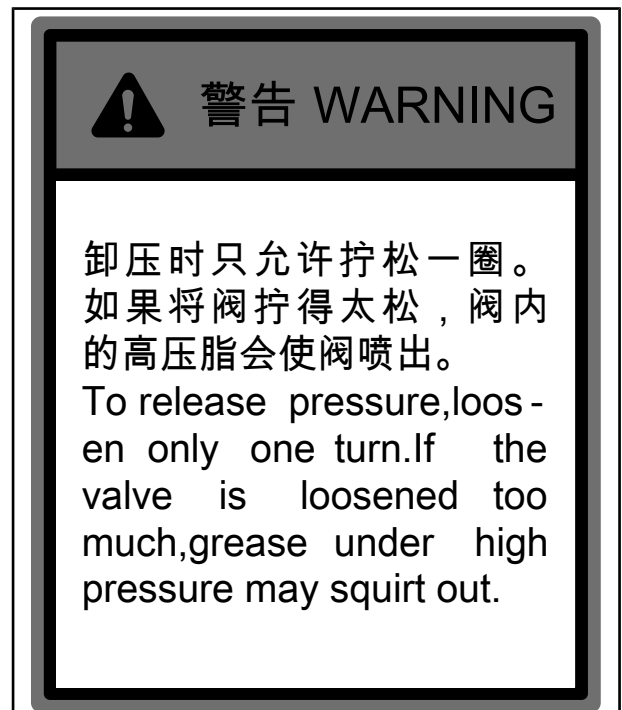 警告 WARNING
卸压时只允许拧松一圈。
如果将阀拧得太松，阀内
的高压脂会使阀喷出。
To release pressure,loos-
en only one turn.If the
valve is loosened too
much,grease under high
pressure may squirt out.